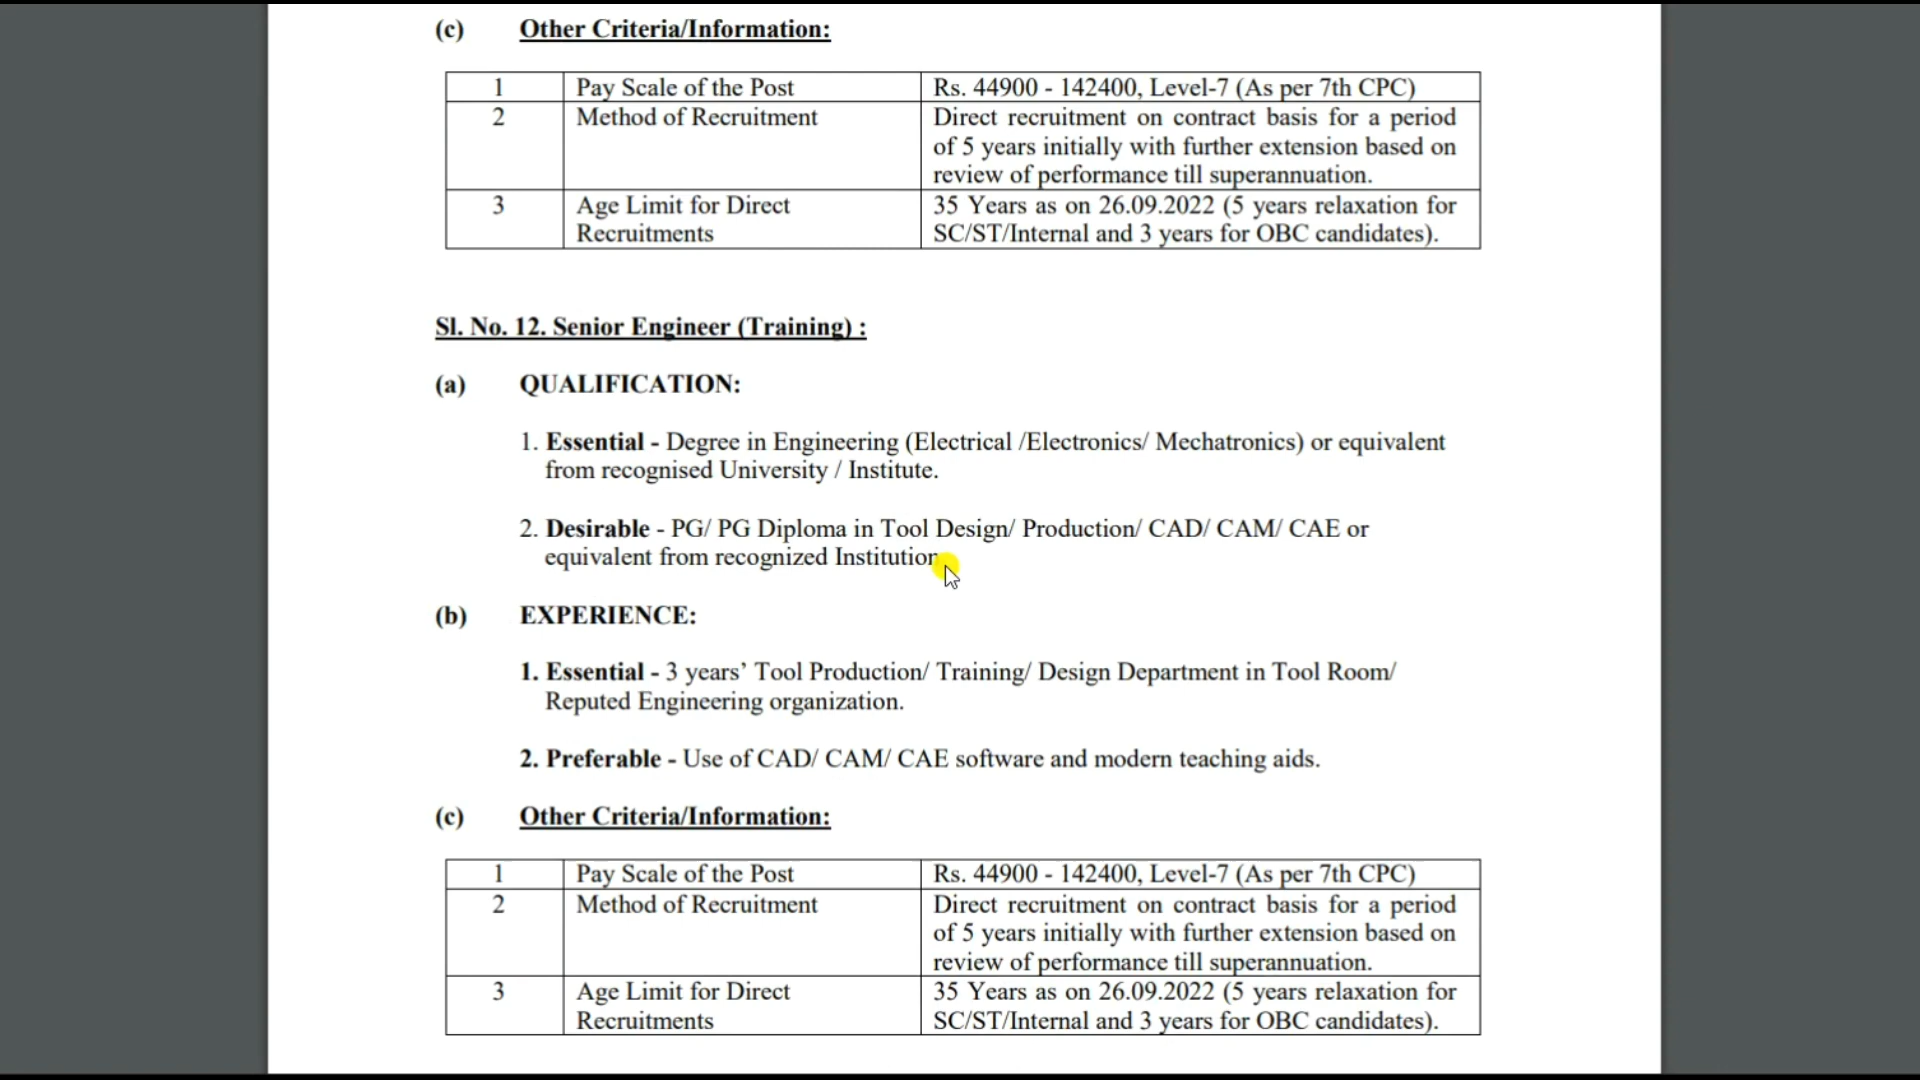 (c) Other Criteria/Information:
1 Pay Scale of the Post Rs. 44900 - 142400, Level-7 (As per 7th CPC)
2 Method of Recruitment Direct recruitment on contract basis for a period
of 5 years initially with further extension based on
review of performance till superannuation.
3 Age Limit for Direct 35 Years as on 26.09.2022 (5 years relaxation for
Recruitments SC/ST/Internal and 3 years for OBC candidates).
Sl. No. 12. Senior Engineer (Training) :
(a) QUALIFICATION:
1. Essential - Degree in Engineering (Electrical /Electronics/ Mechatronics) or equivalent
from recognised University / Institute.
2. Desirable - PG/ PG Diploma in Tool Design/ Production/ CAD/ CAM/ CAE or
equivalent from recognized Institution
(b) EXPERIENCE:
1. Essential - 3 years’ Tool Production/ Training/ Design Department in Tool Room/
Reputed Engineering organization.
2. Preferable - Use of CAD/ CAM/ CAE software and modern teaching aids.
(c) Other Criteria/Information:
1 Pay Scale of the Post Rs. 44900 - 142400, Level-7 (As per 7th CPC)
2 Method of Recruitment Direct recruitment on contract basis for a period
of 5 years initially with further extension based on
review of performance till superannuation.
3 Age Limit for Direct 35 Years as on 26.09.2022 (5 years relaxation for
Recruitments SC/ST/Internal and 3 years for OBC candidates).